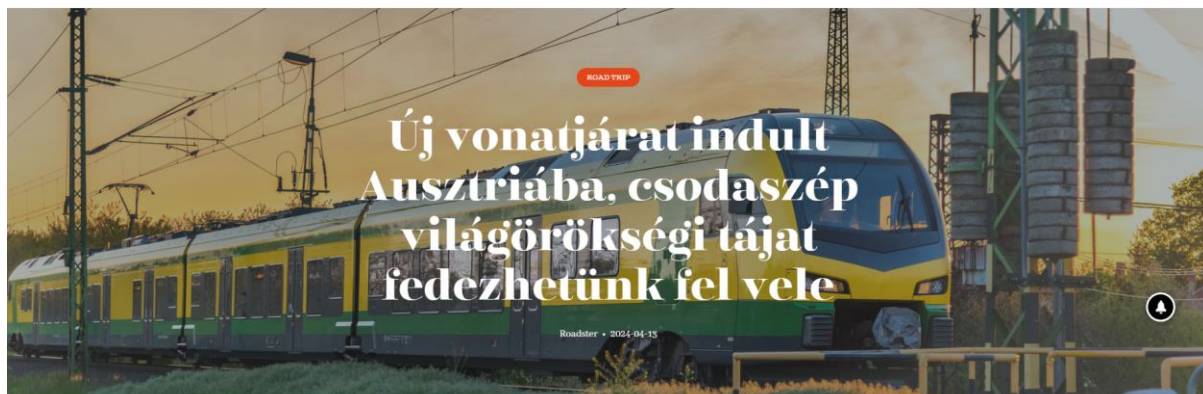 ROAD TRIP
Új vonatjárat indult
Ausztriába, csodaszép
világörökségi tájat
fedezhetünk fel vele
Roadster • 2024-04-13